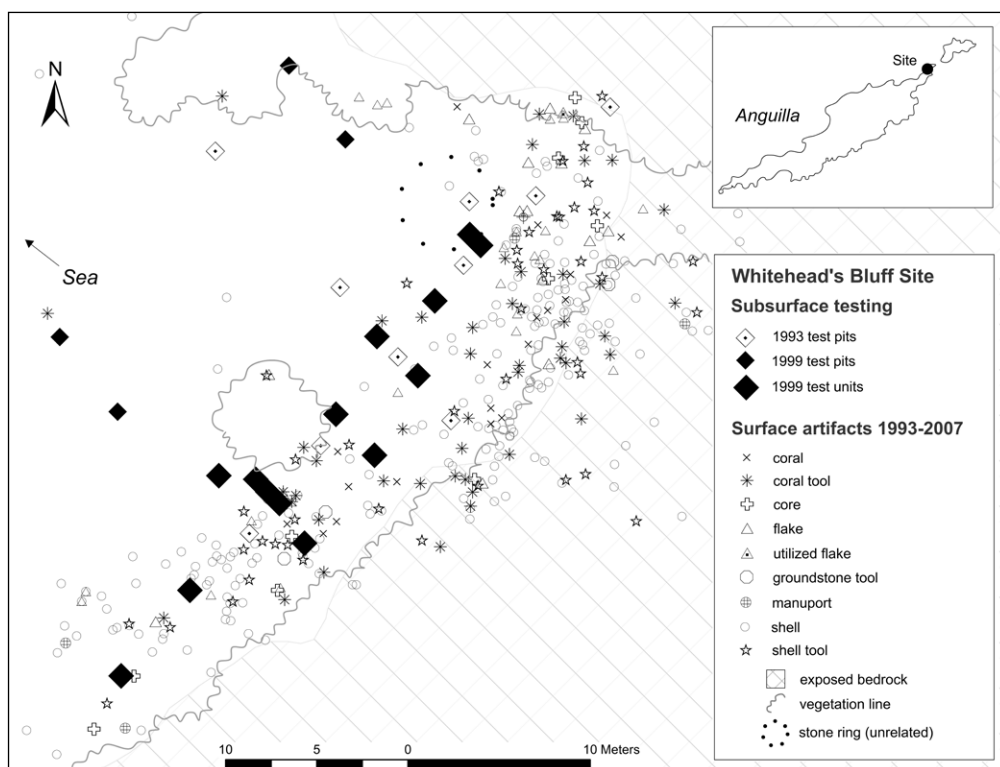 N
Sea
Site
Anguilla
Whitehead's Bluff Site
Subsurface testing
1993 test pits
1999 test pits
1999 test units
Surface artifacts 1993-2007
coral
coral tool
core
flake
utilized flake
groundstone tool
manuport
shell
shell tool
exposed bedrock
vegetation line
stone ring (unrelated)
10 5 0 10 Meters